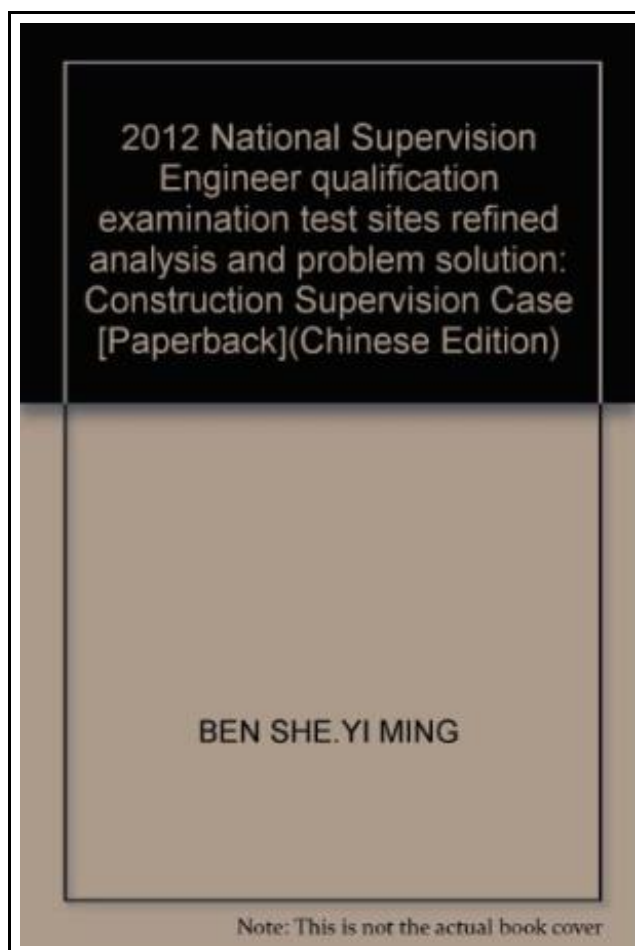 2012 National Supervision
Engineer qualification
examination test sites refined
analysis and problem solution:
Construction Supervision Case
[Paperback](Chinese Edition)
BEN SHE.YI MING
Note: This is not the actual book cover